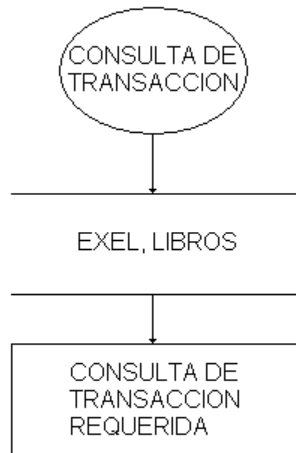 CONSULTA DE
TRANSACCION
EXEL, LIBROS
CONSULTA DE
TRANSACCION
REQUERIDA